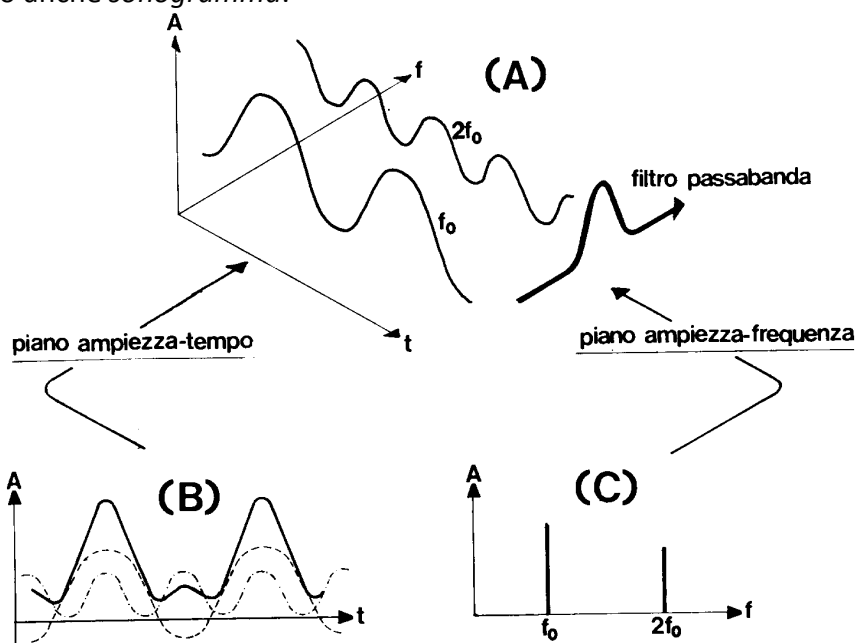 o anche sonogramma.
A
f
(A)
2f₀
filtro passabanda
f₀
t
piano ampiezza-tempo
piano ampiezza-frequenza
A
(B)
t
A
(C)
f
f₀
2f₀